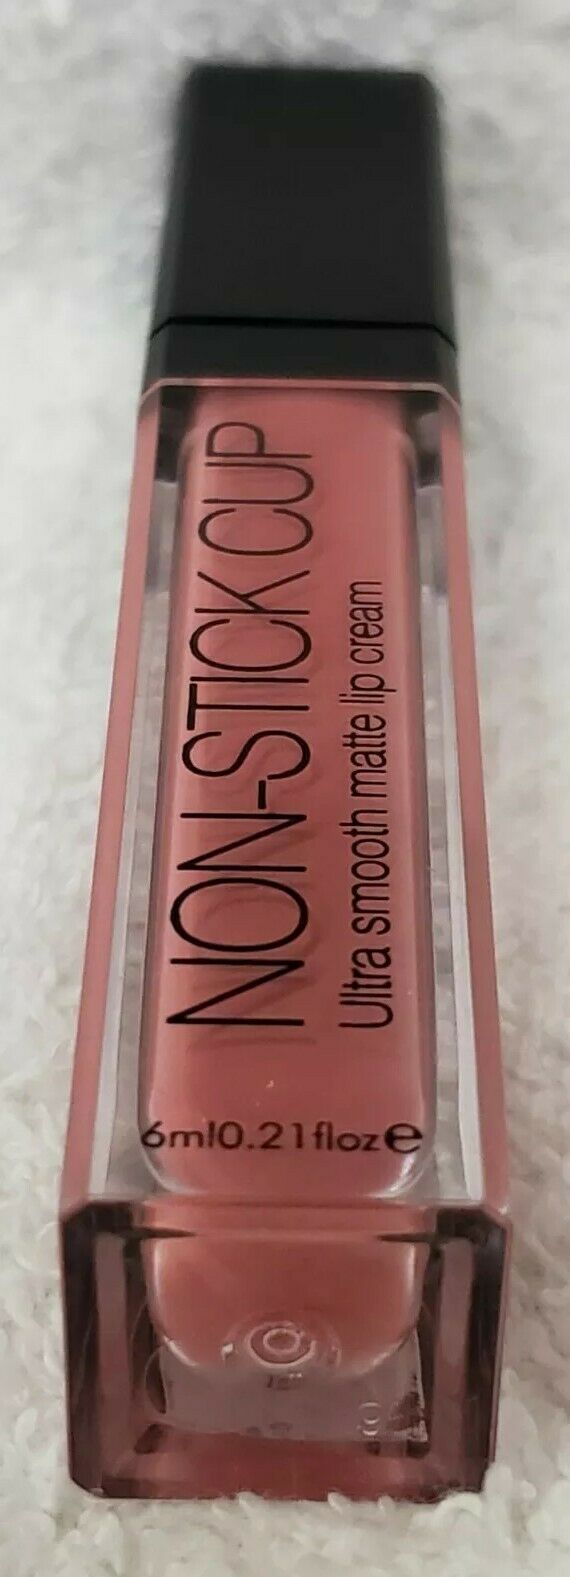 NON-STICK CUP
Ultra smooth matte lip cream
6ml0.21floz℮